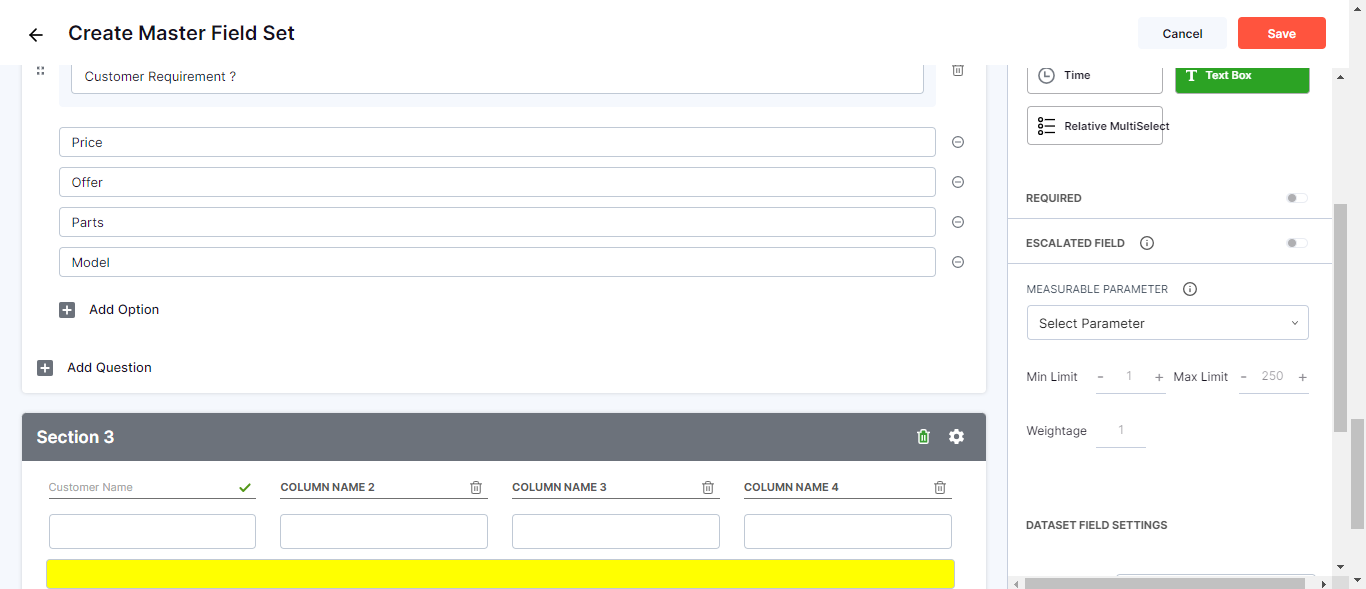 Create Master Field Set
Cancel
Save
Customer Requirement ?
Price
Offer
Parts
Model
Add Option
Add Question
Section 3
Customer Name
COLUMN NAME 2
COLUMN NAME 3
COLUMN NAME 4
Time
Text Box
Relative MultiSelect
REQUIRED
ESCALATED FIELD
MEASURABLE PARAMETER
Select Parameter
Min Limit - 1 + Max Limit - 250 +
Weightage 1
DATASET FIELD SETTINGS